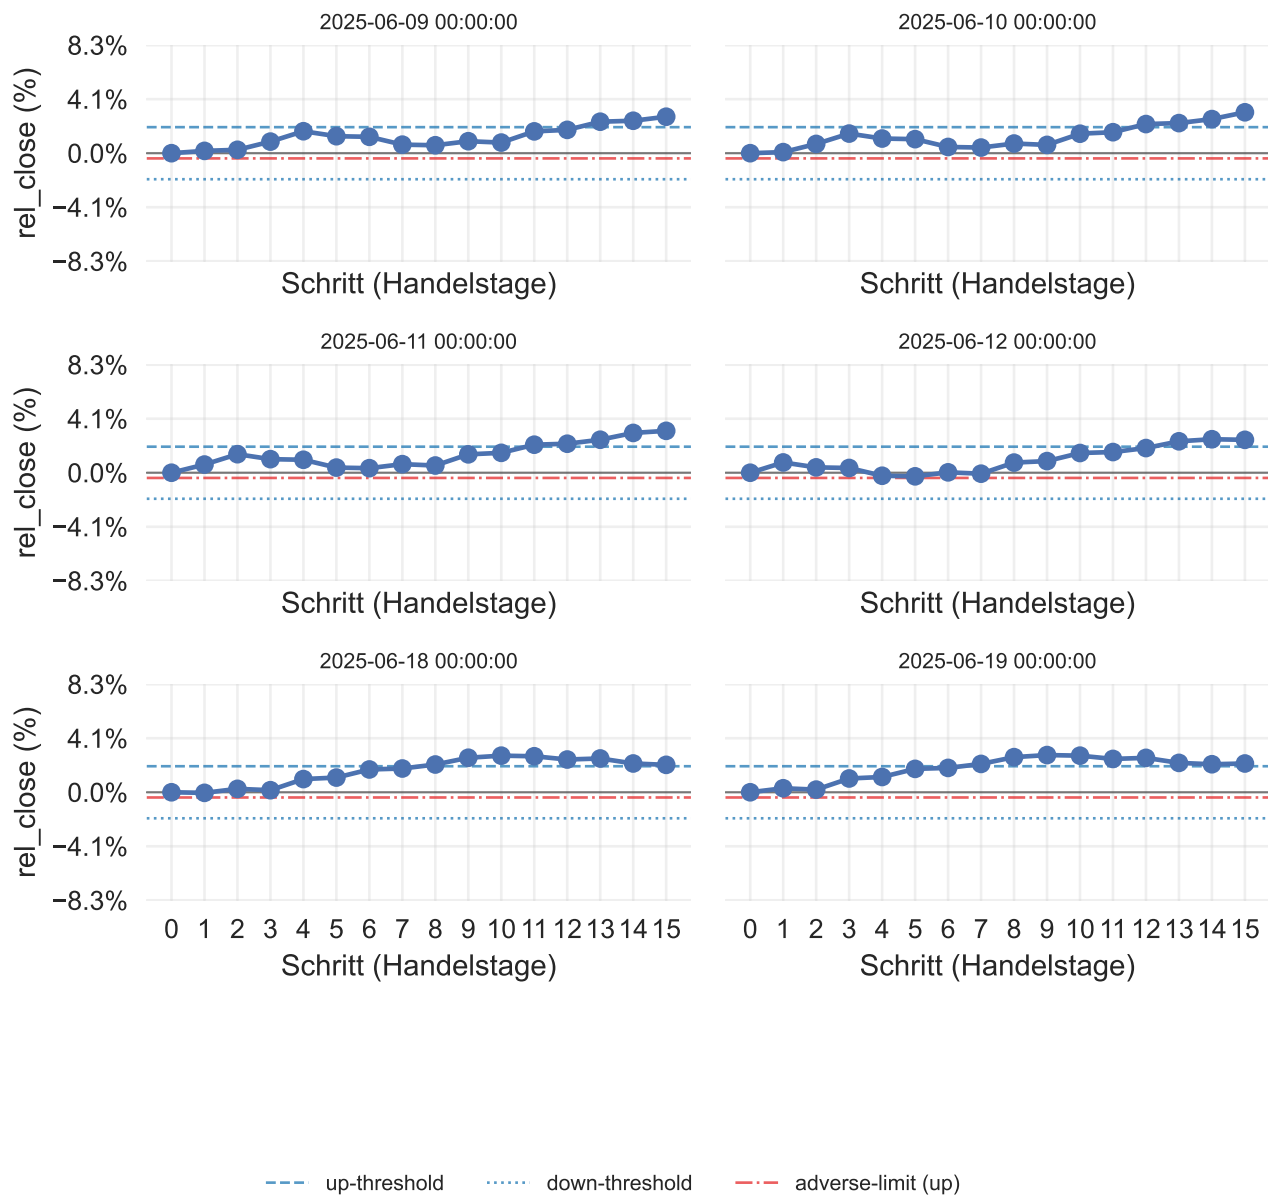 2025-06-09 00:00:00
2025-06-10 00:00:00
rel_close (%)
8.3%
4.1%
0.0%
−4.1%
−8.3%
Schritt (Handelstage)
Schritt (Handelstage)
2025-06-11 00:00:00
2025-06-12 00:00:00
rel_close (%)
8.3%
4.1%
0.0%
−4.1%
−8.3%
Schritt (Handelstage)
Schritt (Handelstage)
2025-06-18 00:00:00
2025-06-19 00:00:00
rel_close (%)
8.3%
4.1%
0.0%
−4.1%
−8.3%
0 1 2 3 4 5 6 7 8 9 10 11 12 13 14 15
0 1 2 3 4 5 6 7 8 9 10 11 12 13 14 15
Schritt (Handelstage)
Schritt (Handelstage)
up-threshold
down-threshold
adverse-limit (up)